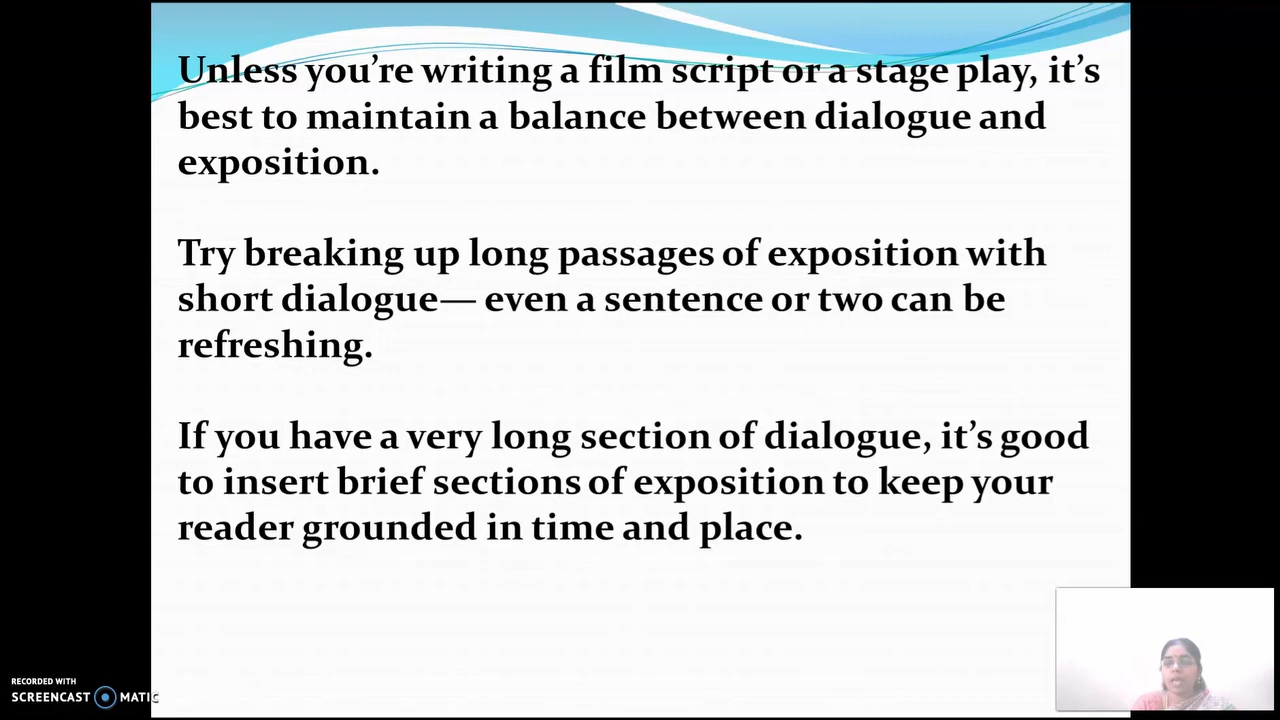 Unless you’re writing a film script or a stage play, it’s
best to maintain a balance between dialogue and
exposition.
Try breaking up long passages of exposition with
short dialogue— even a sentence or two can be
refreshing.
If you have a very long section of dialogue, it’s good
to insert brief sections of exposition to keep your
reader grounded in time and place.
RECORDED WITH
SCREENCAST MATIC